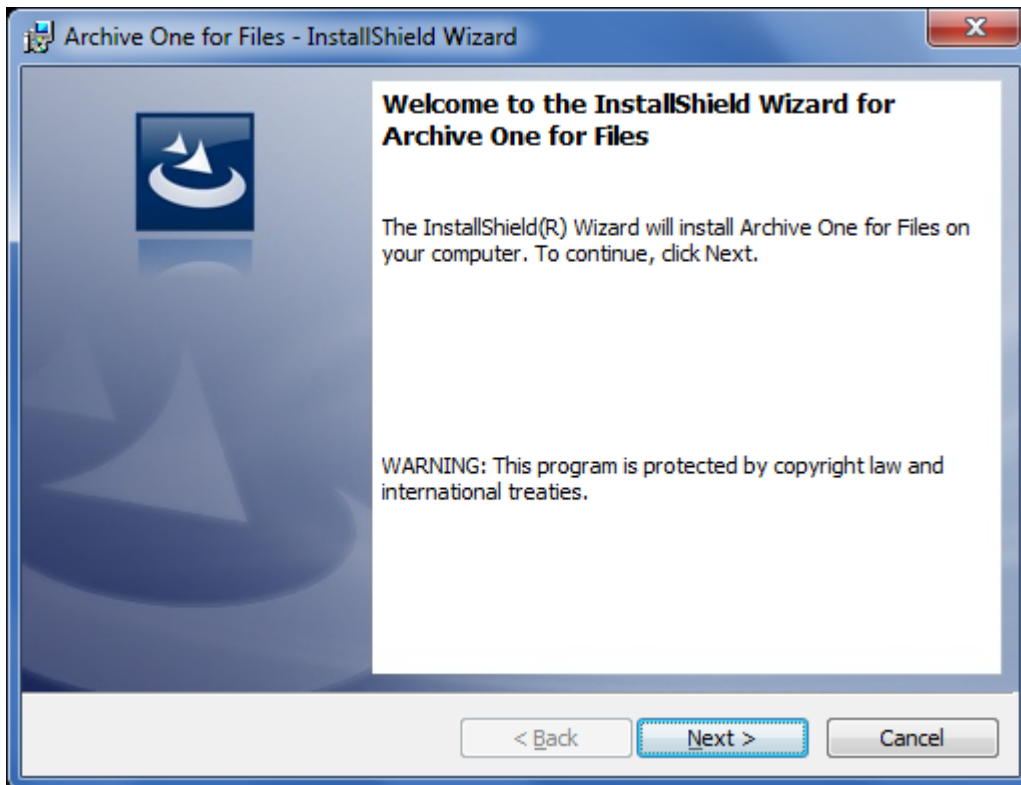 Archive One for Files - InstallShield Wizard
Welcome to the InstallShield Wizard for
Archive One for Files
The InstallShield(R) Wizard will install Archive One for Files on
your computer. To continue, click Next.
WARNING: This program is protected by copyright law and
international treaties.
< Back
Next >
Cancel